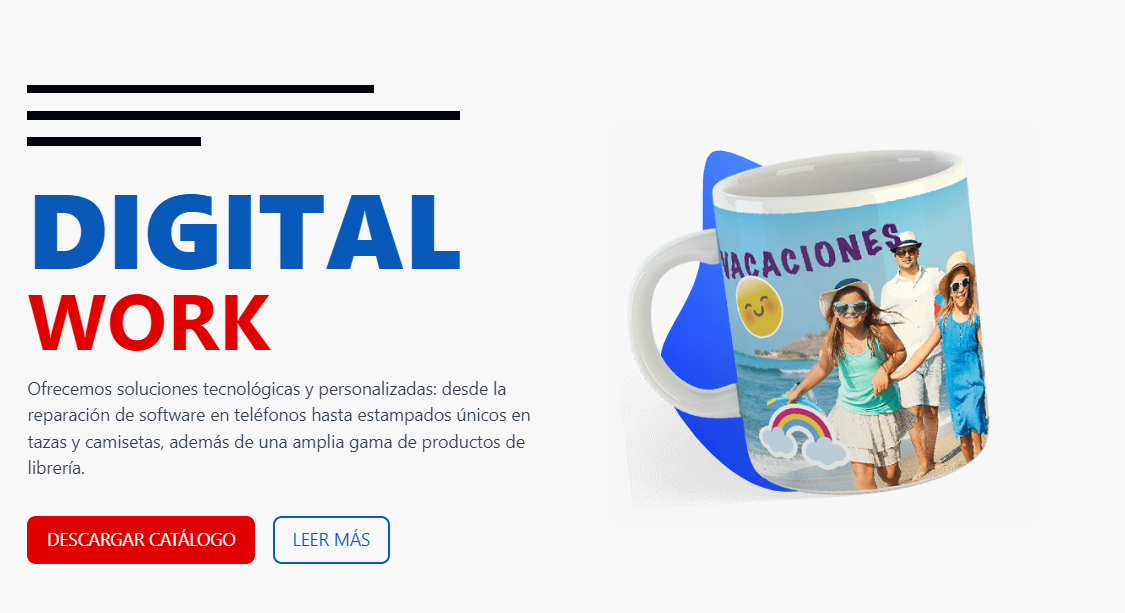 DIGITAL
WORK
VACACIONES
Ofrecemos soluciones tecnológicas y personalizadas: desde la
reparación de software en teléfonos hasta estampados únicos en
tazas y camisetas, además de una amplia gama de productos de
librería.
DESCARGAR CATÁLOGO
LEER MÁS